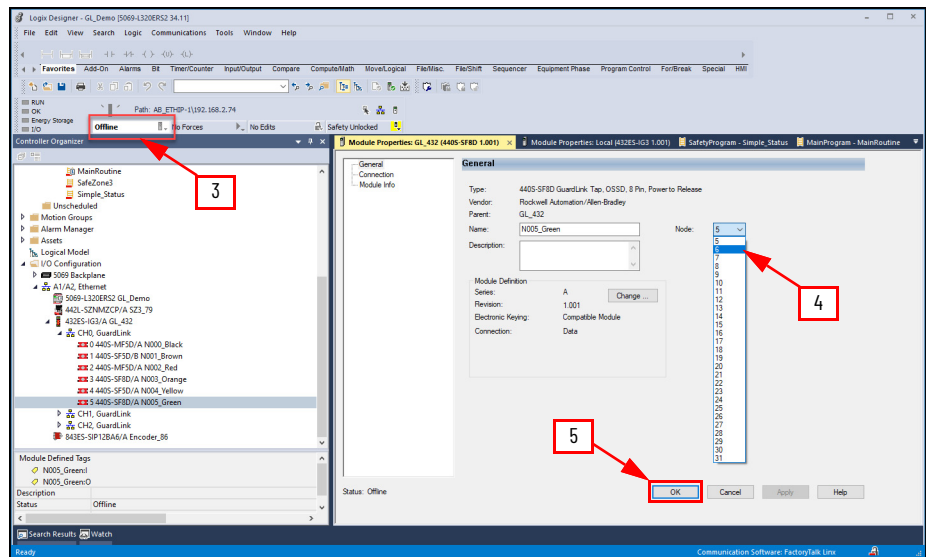 Logix Designer - GL_Demo [5069-L320ERS2 34.11]
File Edit View Search Logic Communications Tools Window Help
Favorites Add-On Alarms Bit Timer/Counter Input/Output Compare Compute/Math Move/Logical File/Misc. File/Shift Sequencer Equipment Phase Program Control For/Break Special HMI
RUN
OK
Energy Storage
I/O
Path: AB_ETHIP-1\192.168.2.74
Offline
No Forces
No Edits
Safety Unlocked
Controller Organizer
Module Properties: GL_432 (440S-SF8D 1.001)
Module Properties: Local (432ES-IG3 1.001)
SafetyProgram - Simple_Status
MainProgram - MainRoutine
MainRoutine
SafeZone3
Simple_Status
Unscheduled
Motion Groups
Alarm Manager
Assets
Logical Model
I/O Configuration
5069 Backplane
A1/A2, Ethernet
5069-L320ERS2 GL_Demo
442L-SZNMZCP/A SZ3_79
432ES-IG3/A GL_432
CH0, GuardLink
0 440S-MF5D/A N000_Black
1 440S-SF5D/B N001_Brown
2 440S-MF5D/A N002_Red
3 440S-SF8D/A N003_Orange
4 440S-SF5D/A N004_Yellow
5 440S-SF8D/A N005_Green
CH1, GuardLink
CH2, GuardLink
843ES-SIP12BA6/A Encoder_86
Module Defined Tags
N005_Green:I
N005_Green:O
Description
Status Offline
3
General
Connection
Module Info
General
Type: 440S-SF8D GuardLink Tap, OSSD, 8 Pin, Power to Release
Vendor: Rockwell Automation/Allen-Bradley
Parent: GL_432
Name: N005_Green
Node: 5
Description:
Module Definition
Series: A
Change ...
Revision: 1.001
Electronic Keying: Compatible Module
Connection: Data
5
6
7
8
9
10
11
12
13
14
15
16
17
18
19
20
21
22
23
24
25
26
27
28
29
30
31
4
5
Status: Offline
OK Cancel Apply Help
Search Results Watch
Ready
Communication Software: FactoryTalk Linx